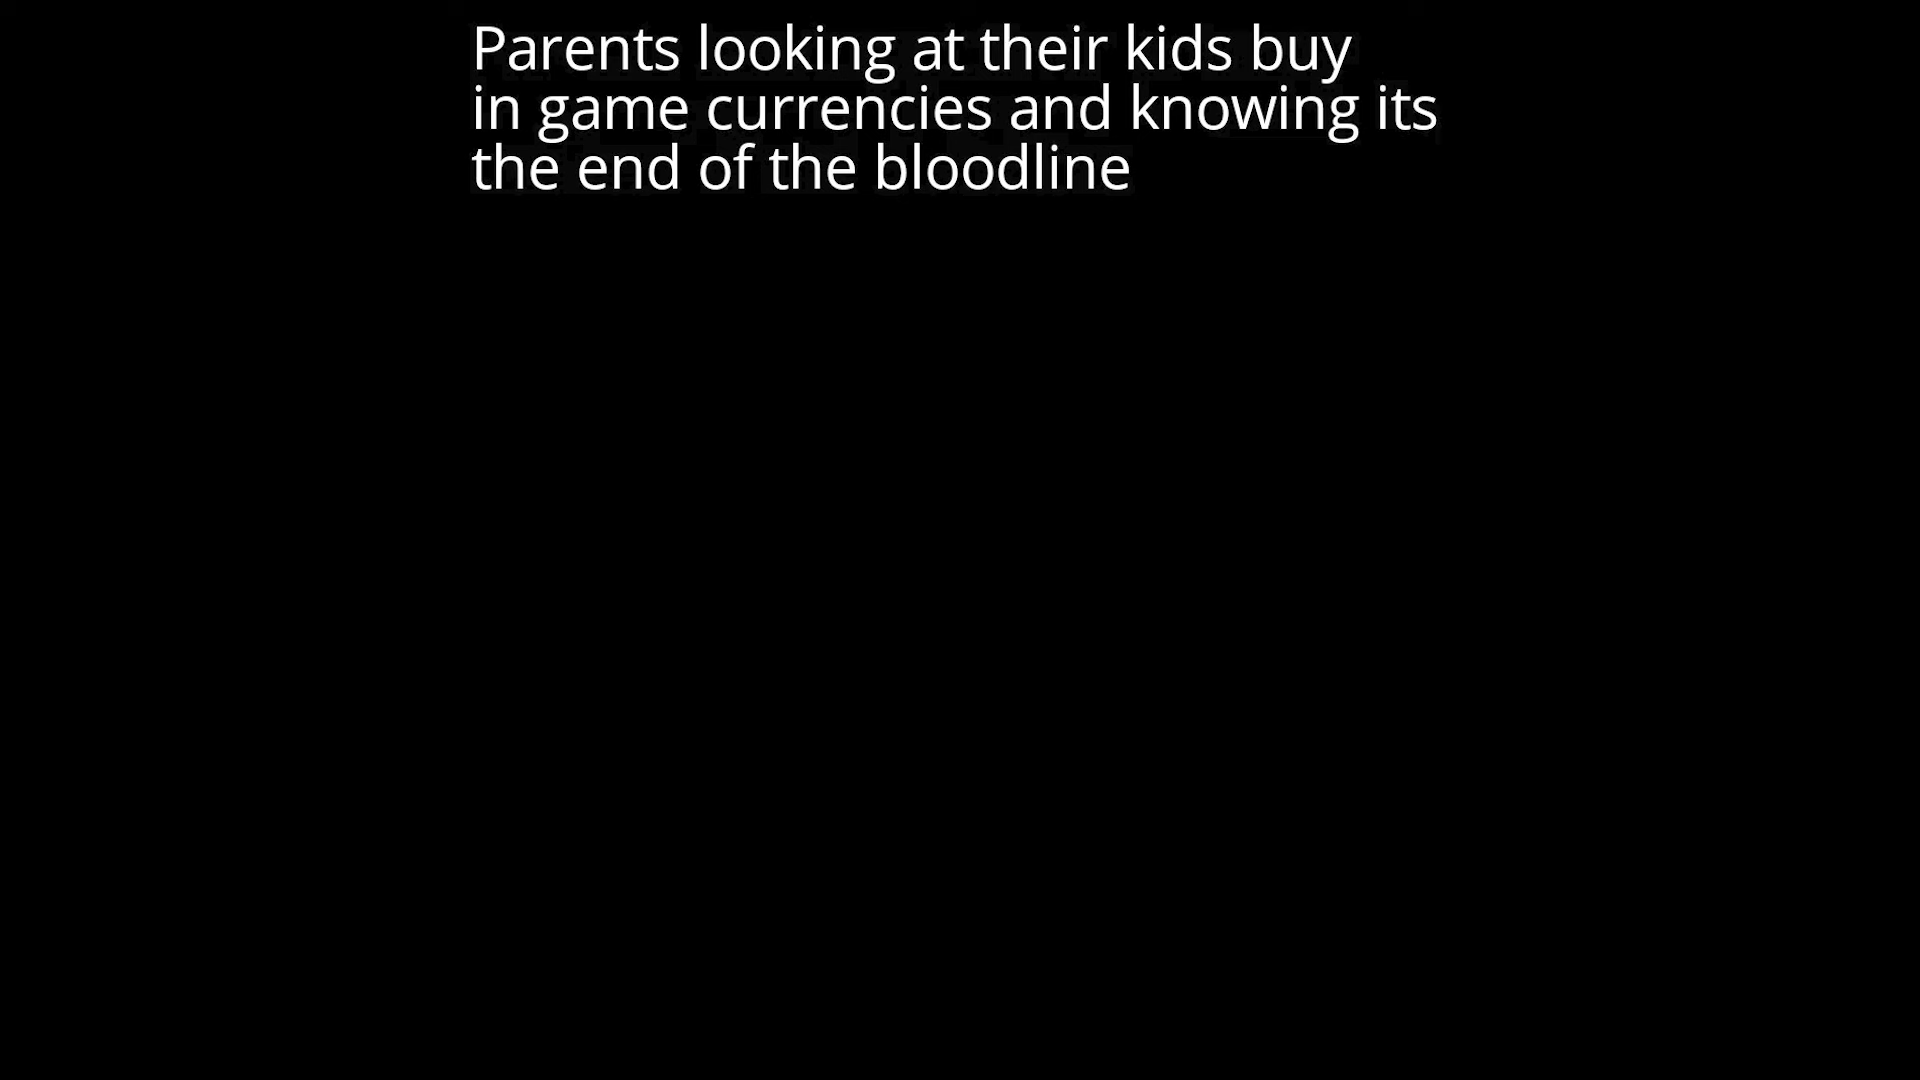 Parents looking at their kids buy
in game currencies and knowing its
the end of the bloodline